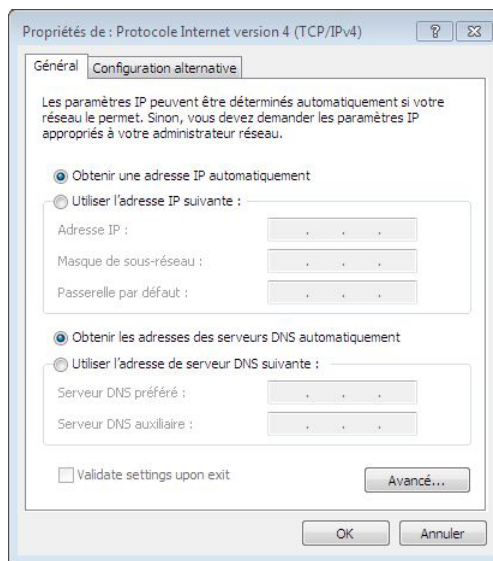 Propriétés de : Protocole Internet version 4 (TCP/IPv4)
Général
Configuration alternative
Les paramètres IP peuvent être déterminés automatiquement si votre
réseau le permet. Sinon, vous devez demander les paramètres IP
appropriés à votre administrateur réseau.
Obtenir une adresse IP automatiquement
Utiliser l'adresse IP suivante :
Adresse IP :
Masque de sous-réseau :
Passerelle par défaut :
Obtenir les adresses des serveurs DNS automatiquement
Utiliser l'adresse de serveur DNS suivante :
Serveur DNS préféré :
Serveur DNS auxiliaire :
Validate settings upon exit
Avancé...
OK
Annuler